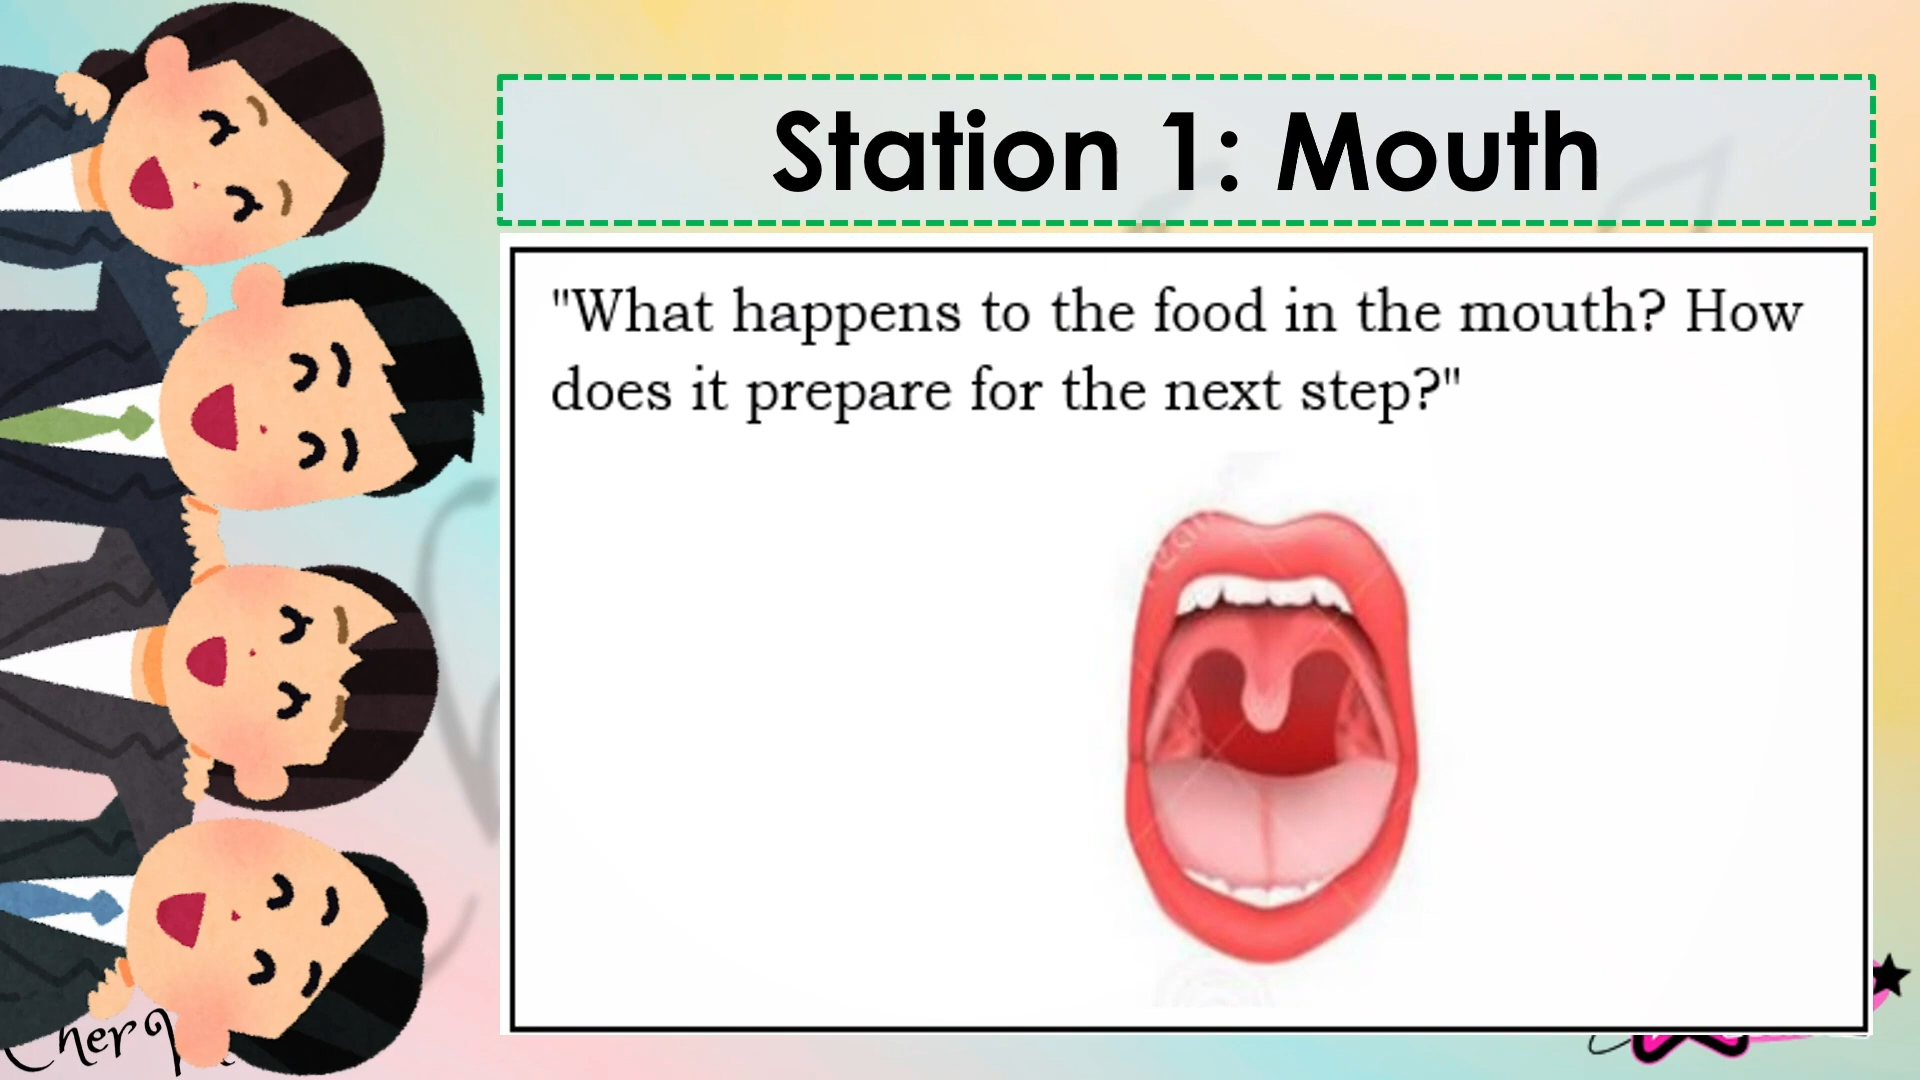 Station 1: Mouth
"What happens to the food in the mouth? How
does it prepare for the next step?"